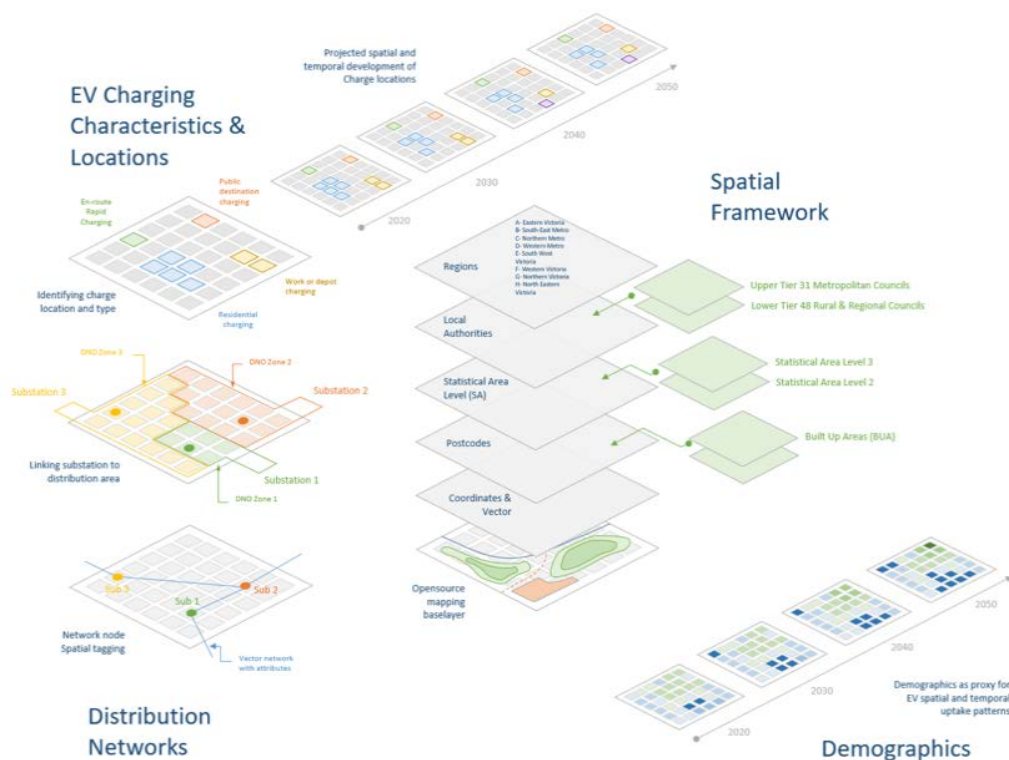 EV Charging
Characteristics &
Locations
Projected spatial and
temporal development of
Charge locations
2020
2030
2040
2050
En-route
Rapid
Charging
Public
destination
charging
Work or depot
charging
Residential
charging
Identifying charge
location and type
DNO Zone 3
DNO Zone 2
Substation 3
Substation 2
Substation 1
DNO Zone 1
Linking substation to
distribution area
Sub 3
Sub 1
Sub 2
Network node
Spatial tagging
Vector network
with attributes
Distribution
Networks
Spatial
Framework
Regions
A- Eastern Victoria
B- South-East Metro
C- Northern Metro
D- Western Metro
E- South West
Victoria
F- Western Victoria
G- Northern Victoria
H- North Eastern
Victoria
Local
Authorities
Statistical Area
Level (SA)
Postcodes
Coordinates &
Vector
Opensource
mapping
baselayer
Upper Tier 31 Metropolitan Councils
Lower Tier 48 Rural & Regional Councils
Statistical Area Level 3
Statistical Area Level 2
Built Up Areas (BUA)
2020
2030
2040
2050
Demographics as proxy for
EV spatial and temporal
uptake patterns
Demographics